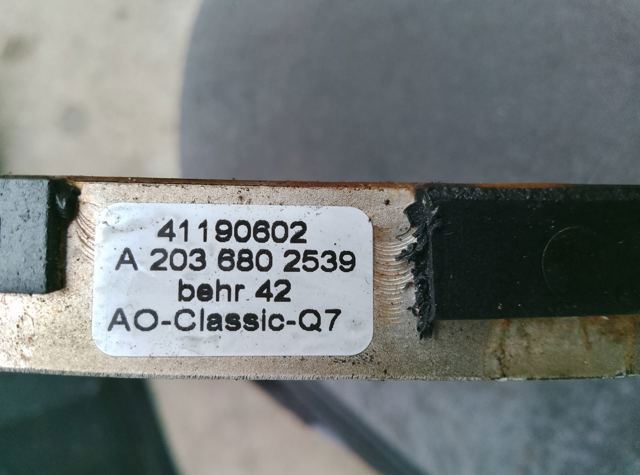 41190602
A 203 680 2539
behr 42
AO-Classic-Q7